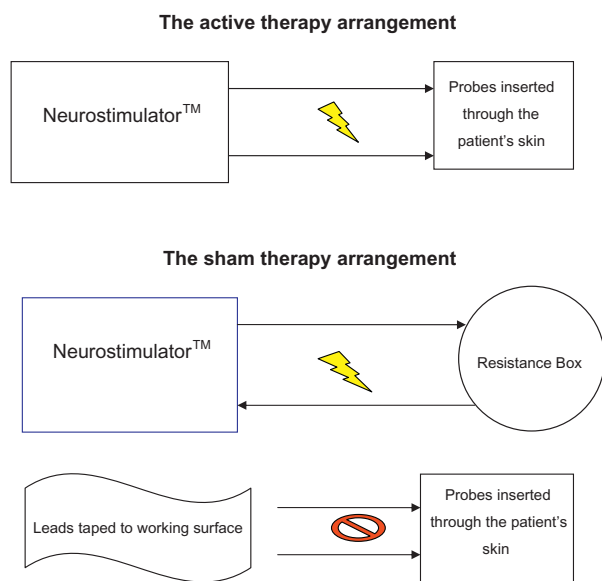 The active therapy arrangement
Neurostimulator™
Probes inserted
through the
patient's skin
The sham therapy arrangement
Neurostimulator™
Resistance Box
Leads taped to working surface
Probes inserted
through the patient's
skin